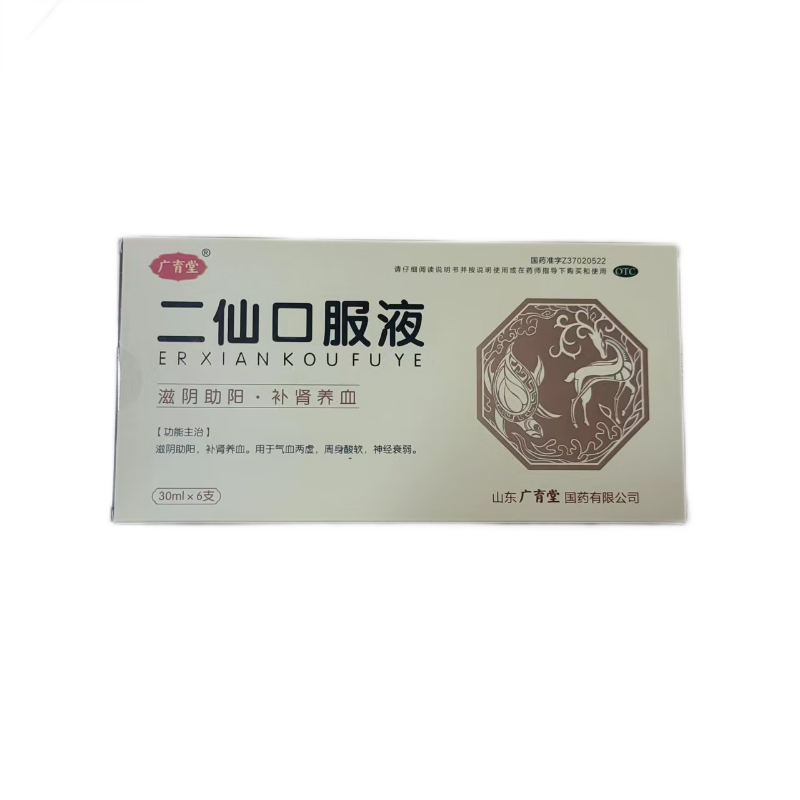 广育堂®
国药准字Z37020522
请仔细阅读说明书并按说明使用或在药师指导下购买和使用 OTC
二仙口服液
ERXIANKOUFUYE
滋阴助阳·补肾养血
【功能主治】
滋阴助阳，补肾养血。用于气血两虚，周身酸软，神经衰弱。
30ml×6支
山东广育堂国药有限公司